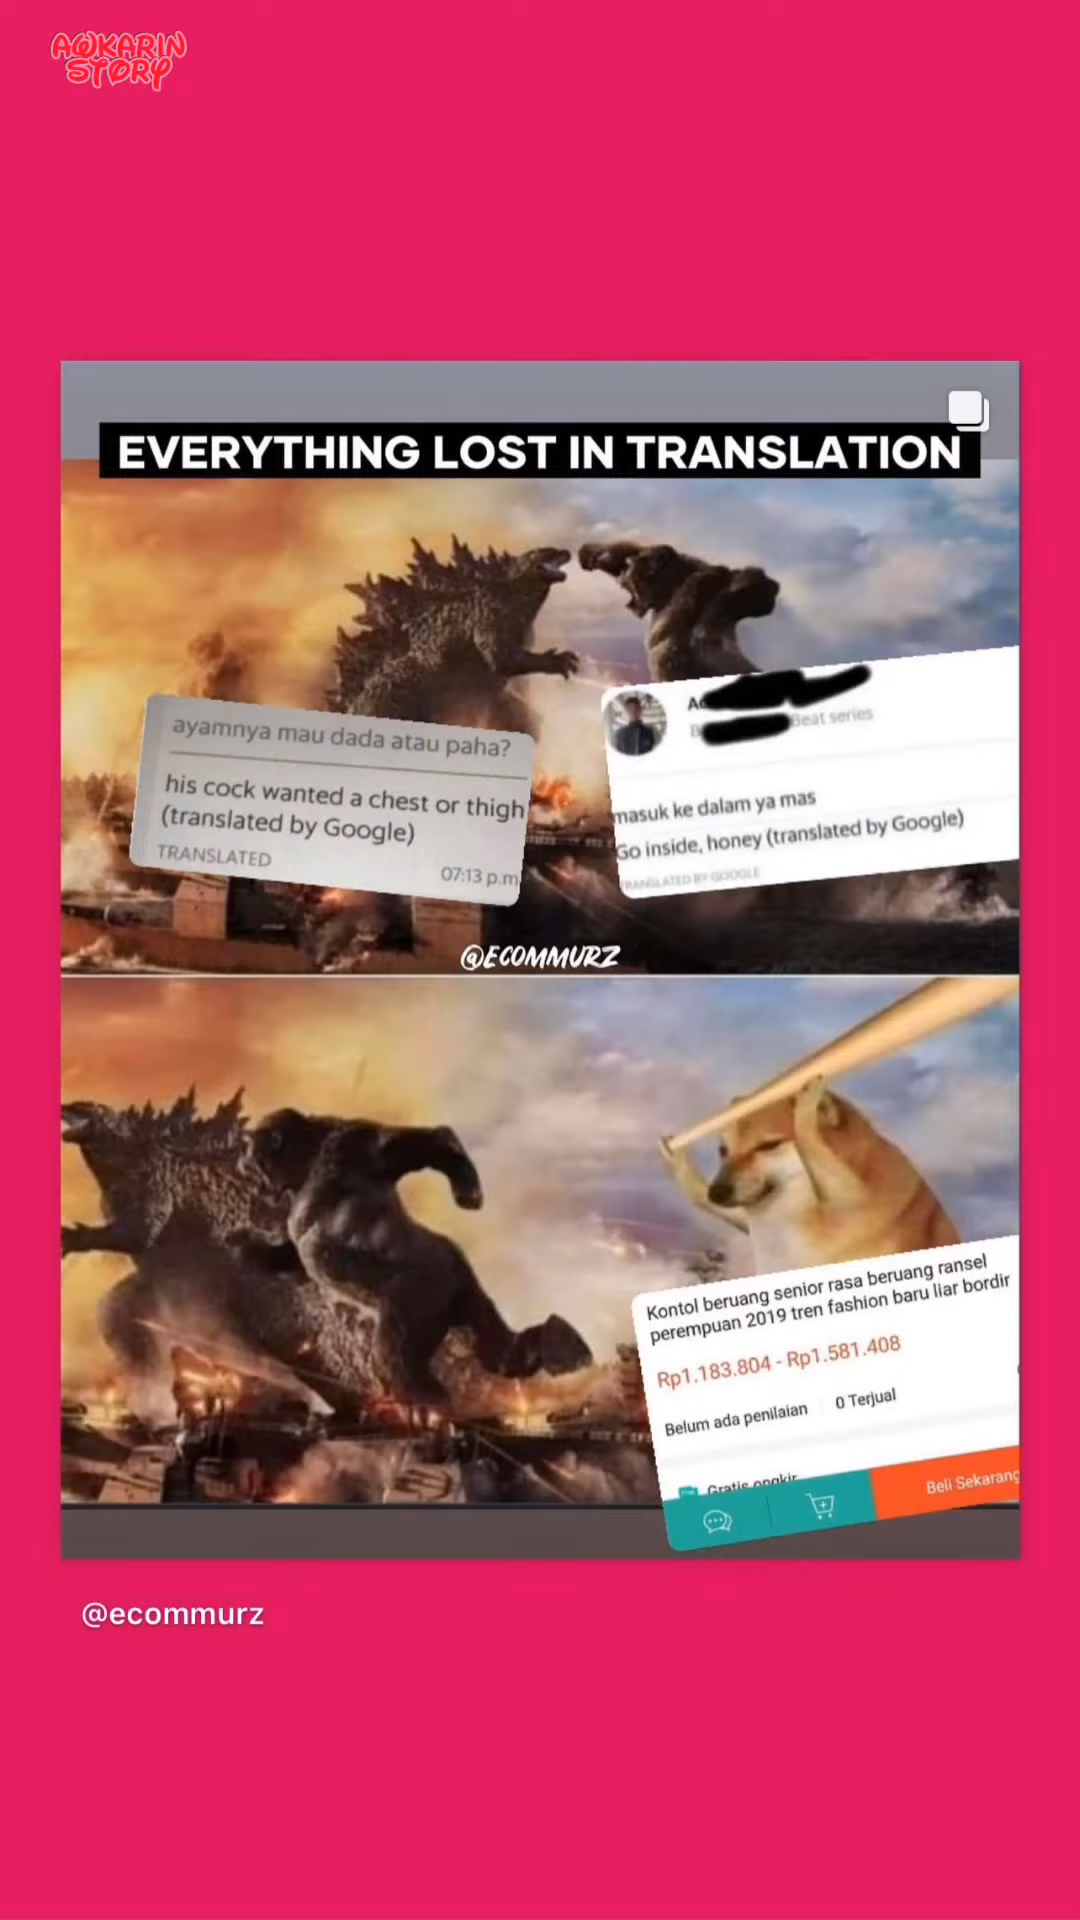 AWKARIN
STORY
EVERYTHING LOST IN TRANSLATION
ayamnya mau dada atau paha?
his cock wanted a chest or thigh
(translated by Google)
TRANSLATED
07:13 p.m
Beat series
masuk ke dalam ya mas
Go inside, honey (translated by Google)
TRANSLATED BY GOOGLE
@ECOMMURZ
Kontol beruang senior rasa beruang ransel
perempuan 2019 tren fashion baru liar bordir
Rp1.183.804 - Rp1.581.408
Belum ada penilaian 0 Terjual
Gratis ongkir
Beli Sekarang
@ecommurz